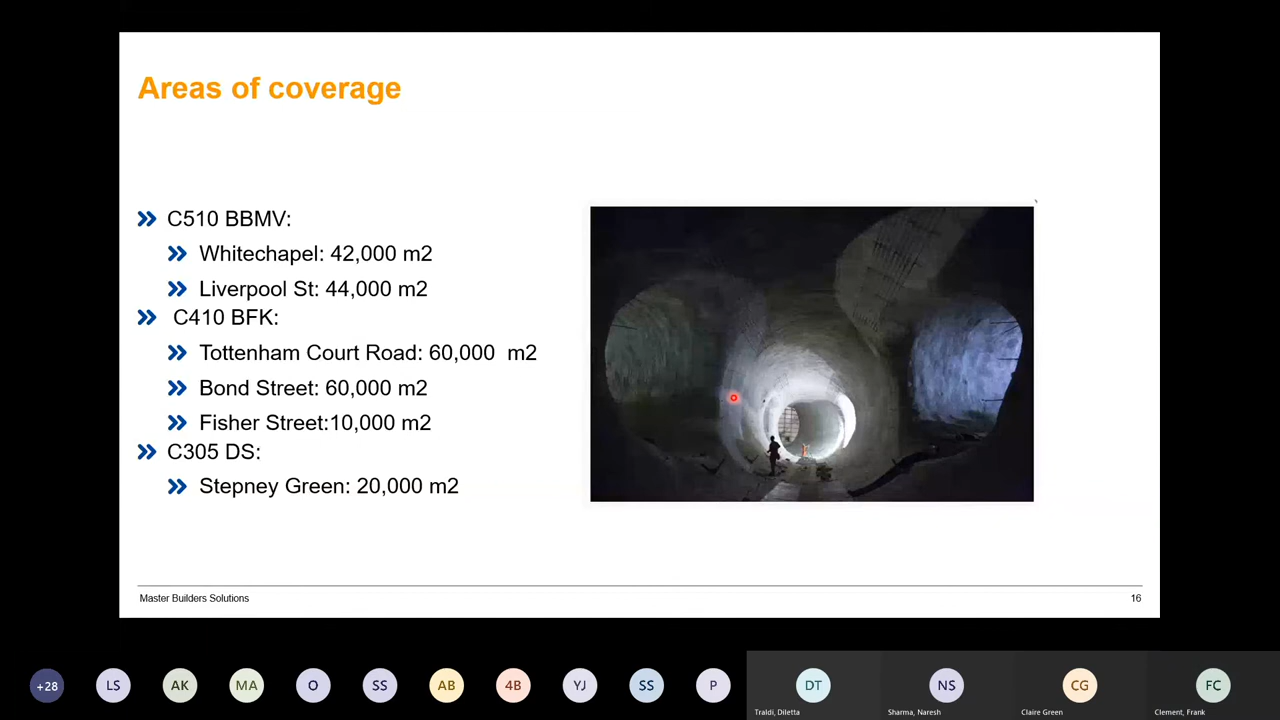 Areas of coverage
C510 BBMV:
Whitechapel: 42,000 m2
Liverpool St: 44,000 m2
C410 BFK:
Tottenham Court Road: 60,000 m2
Bond Street: 60,000 m2
Fisher Street:10,000 m2
C305 DS:
Stepney Green: 20,000 m2
Master Builders Solutions
16
+28
LS
AK
MA
O
SS
AB
4B
YJ
SS
P
DT
NS
CG
FC
Traldi, Diletta
Sharma, Naresh
Claire Green
Clement, Frank